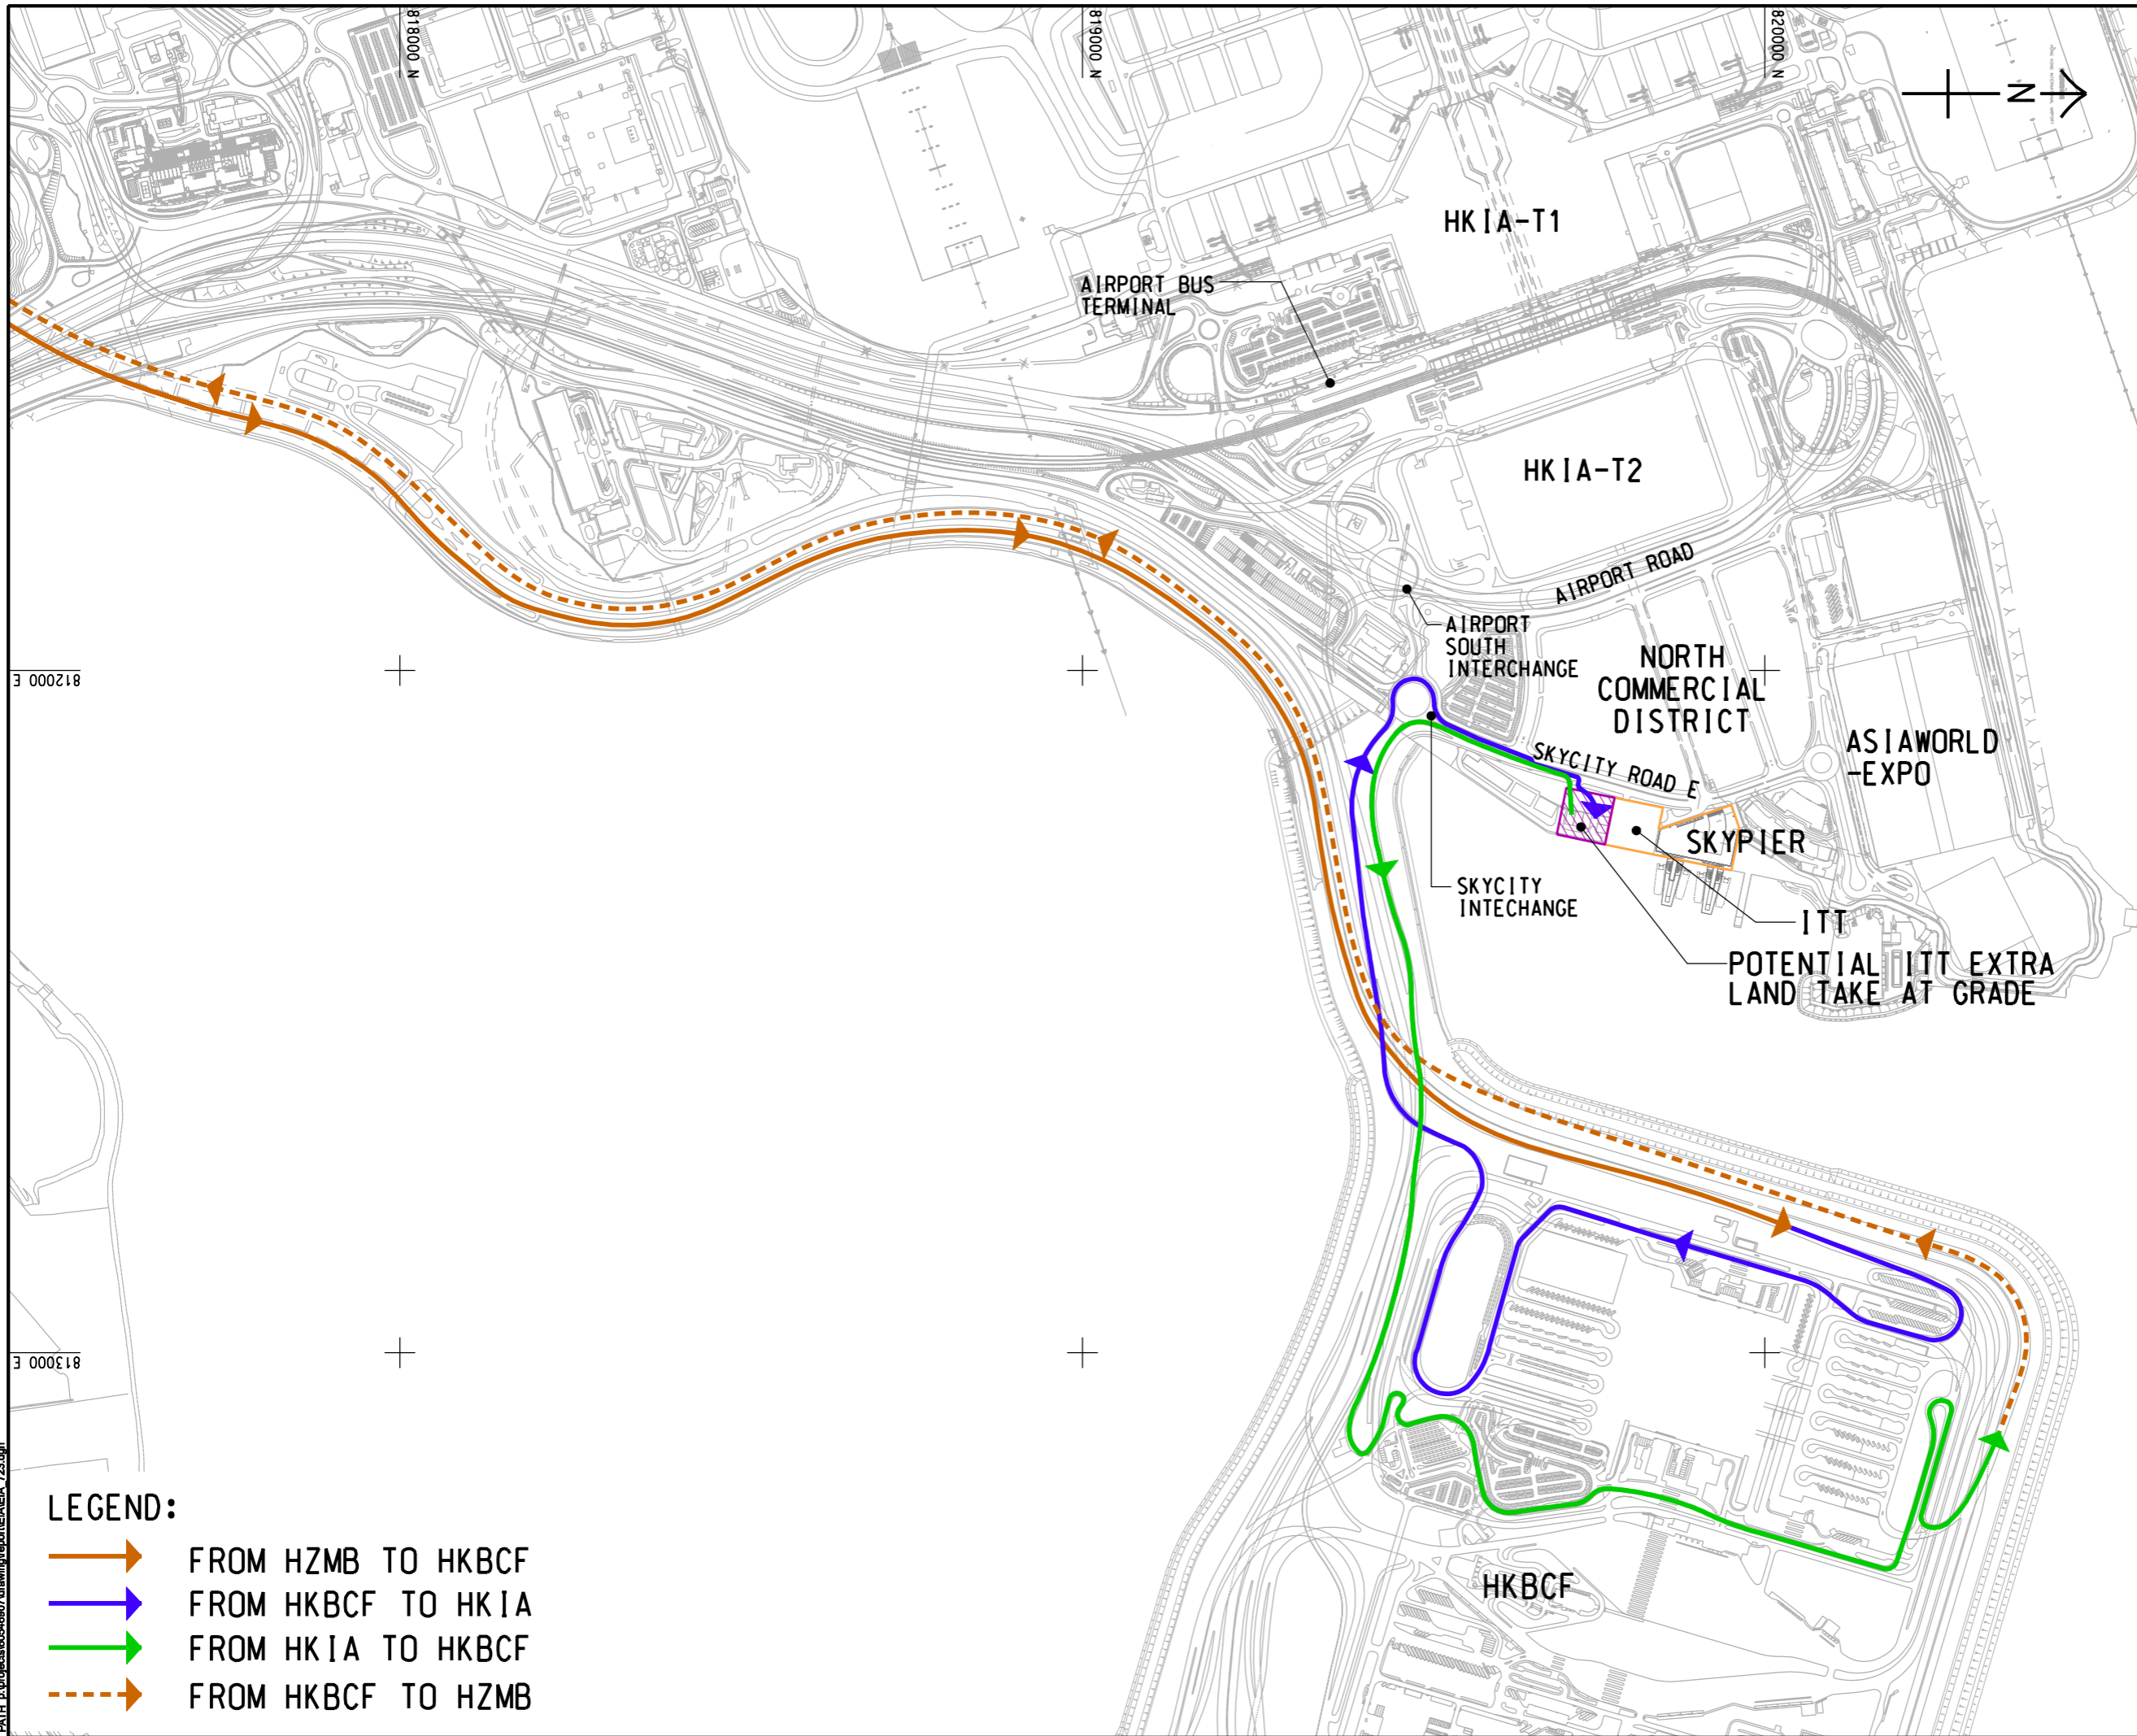 818000 N
819000 N
820000 N
N
HKIA-T1
AIRPORT BUS
TERMINAL
HKIA-T2
AIRPORT ROAD
AIRPORT
SOUTH
INTERCHANGE
812000 E
NORTH
COMMERCIAL
DISTRICT
ASIAWORLD
-EXPO
SKYCITY ROAD E
SKYPIER
SKYCITY
INTECHANGE
ITT
POTENTIAL ITT EXTRA
LAND TAKE AT GRADE
813000 E
HKBCF
LEGEND:
FROM HZMB TO HKBCF
FROM HKBCF TO HKIA
FROM HKIA TO HKBCF
FROM HKBCF TO HZMB